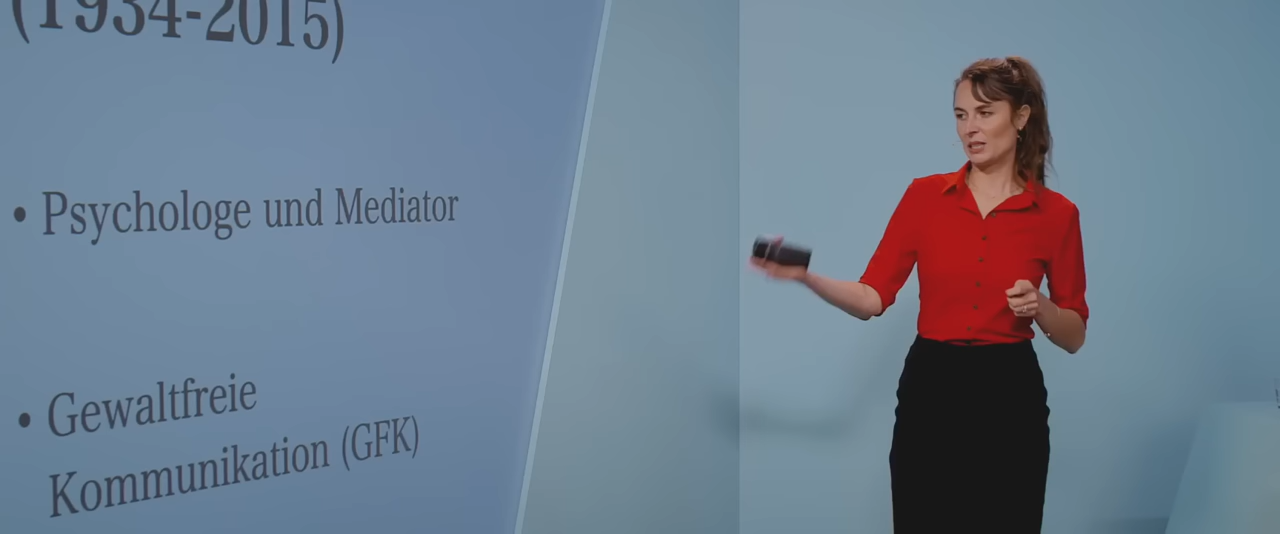 (1934-2015)
• Psychologe und Mediator
• Gewaltfreie
Kommunikation (GFK)